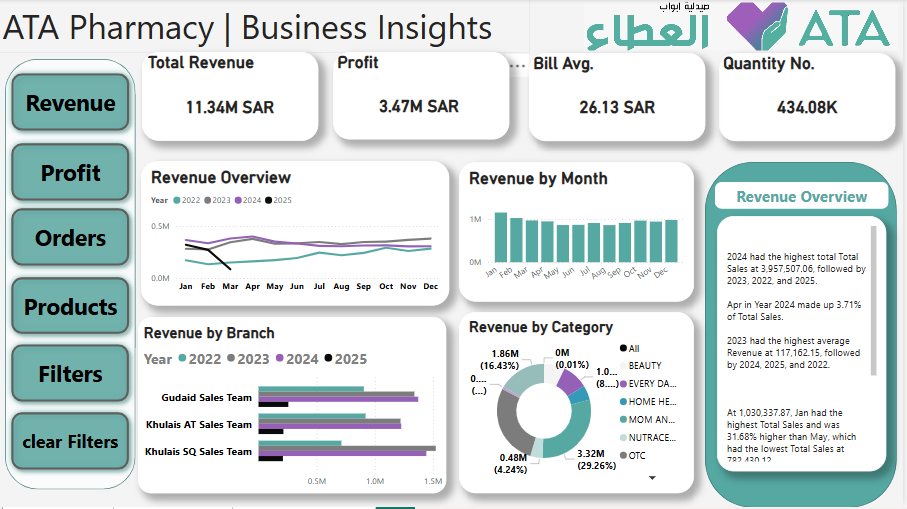 ATA Pharmacy | Business Insights
صيدلية ابواب
العطاء
ATA
Revenue
Profit
Orders
Products
Filters
clear Filters
Total Revenue
11.34M SAR
Profit
3.47M SAR
...
Bill Avg.
26.13 SAR
Quantity No.
434.08K
Revenue Overview
Year 2022 2023 2024 2025
0.5M
0.0M
Jan Feb Mar Apr May Jun Jul Aug Sep Oct Nov Dec
Revenue by Month
1M
0M
Jan Feb Mar Apr May Jun Jul Aug Sep Oct Nov Dec
Revenue by Branch
Year 2022 2023 2024 2025
Gudaid Sales Team
Khulais AT Sales Team
Khulais SQ Sales Team
0.5M 1.0M 1.5M
Revenue by Category
1.86M
(16.43%)
0M
(0.01%)
1.0...
(8....)
0....
(...)
0.48M
(4.24%)
3.32M
(29.26%)
All
BEAUTY
EVERY DA...
HOME HE...
MOM AN...
NUTRACE...
OTC
Revenue Overview
2024 had the highest total Total
Sales at 3,957,507.06, followed by
2023, 2022, and 2025.
Apr in Year 2024 made up 3.71%
of Total Sales.
2023 had the highest average
Revenue at 117,162.15, followed
by 2024, 2025, and 2022.
At 1,030,337.87, Jan had the
highest Total Sales and was
31.68% higher than May, which
had the lowest Total Sales at
782,430.12